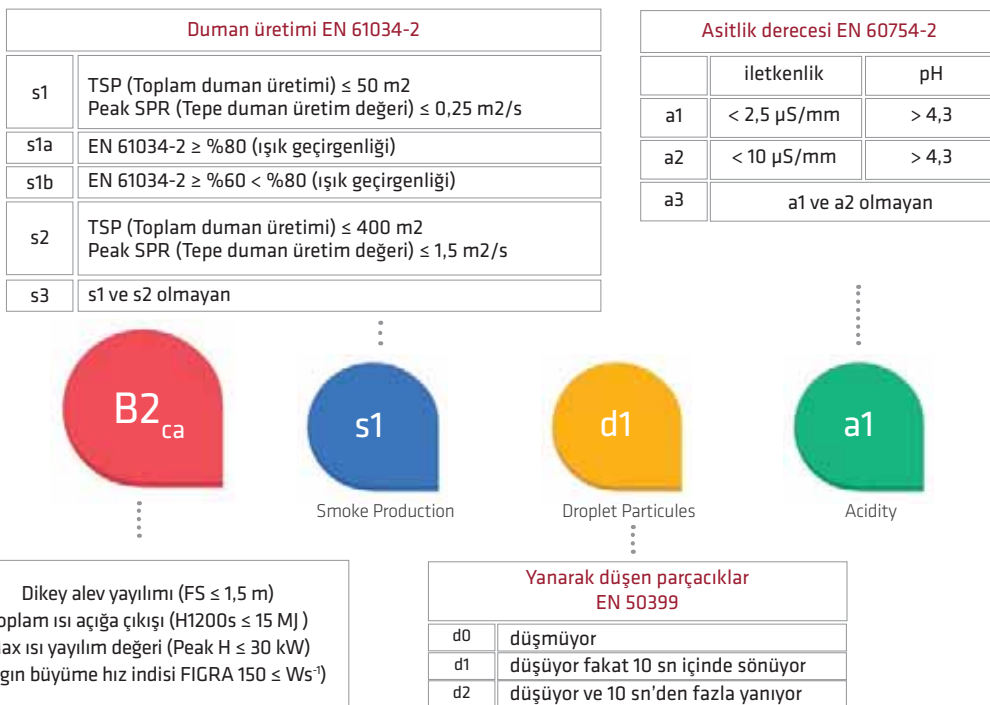 Duman üretimi EN 61034-2
s1
TSP (Toplam duman üretimi) ≤ 50 m2
Peak SPR (Tepe duman üretim değeri) ≤ 0,25 m2/s
s1a EN 61034-2 ≥ %80 (ışık geçirgenliği)
s1b EN 61034-2 ≥ %60 < %80 (ışık geçirgenliği)
s2
TSP (Toplam duman üretimi) ≤ 400 m2
Peak SPR (Tepe duman üretim değeri) ≤ 1,5 m2/s
s3 s1 ve s2 olmayan
Asitlik derecesi EN 60754-2
iletkenlik pH
a1 < 2,5 µS/mm > 4,3
a2 < 10 µS/mm > 4,3
a3 a1 ve a2 olmayan
B2ca
s1
Smoke Production
d1
Droplet Particules
a1
Acidity
Dikey alev yayılımı (FS ≤ 1,5 m)
oplam ısı açığa çıkışı (H1200s ≤ 15 MJ )
ax ısı yayılım değeri (Peak H ≤ 30 kW)
gın büyüme hız indisi FIGRA 150 ≤ Ws⁻¹)
Yanarak düşen parçacıklar
EN 50399
d0 düşmüyor
d1 düşüyor fakat 10 sn içinde sönüyor
d2 düşüyor ve 10 sn'den fazla yanıyor